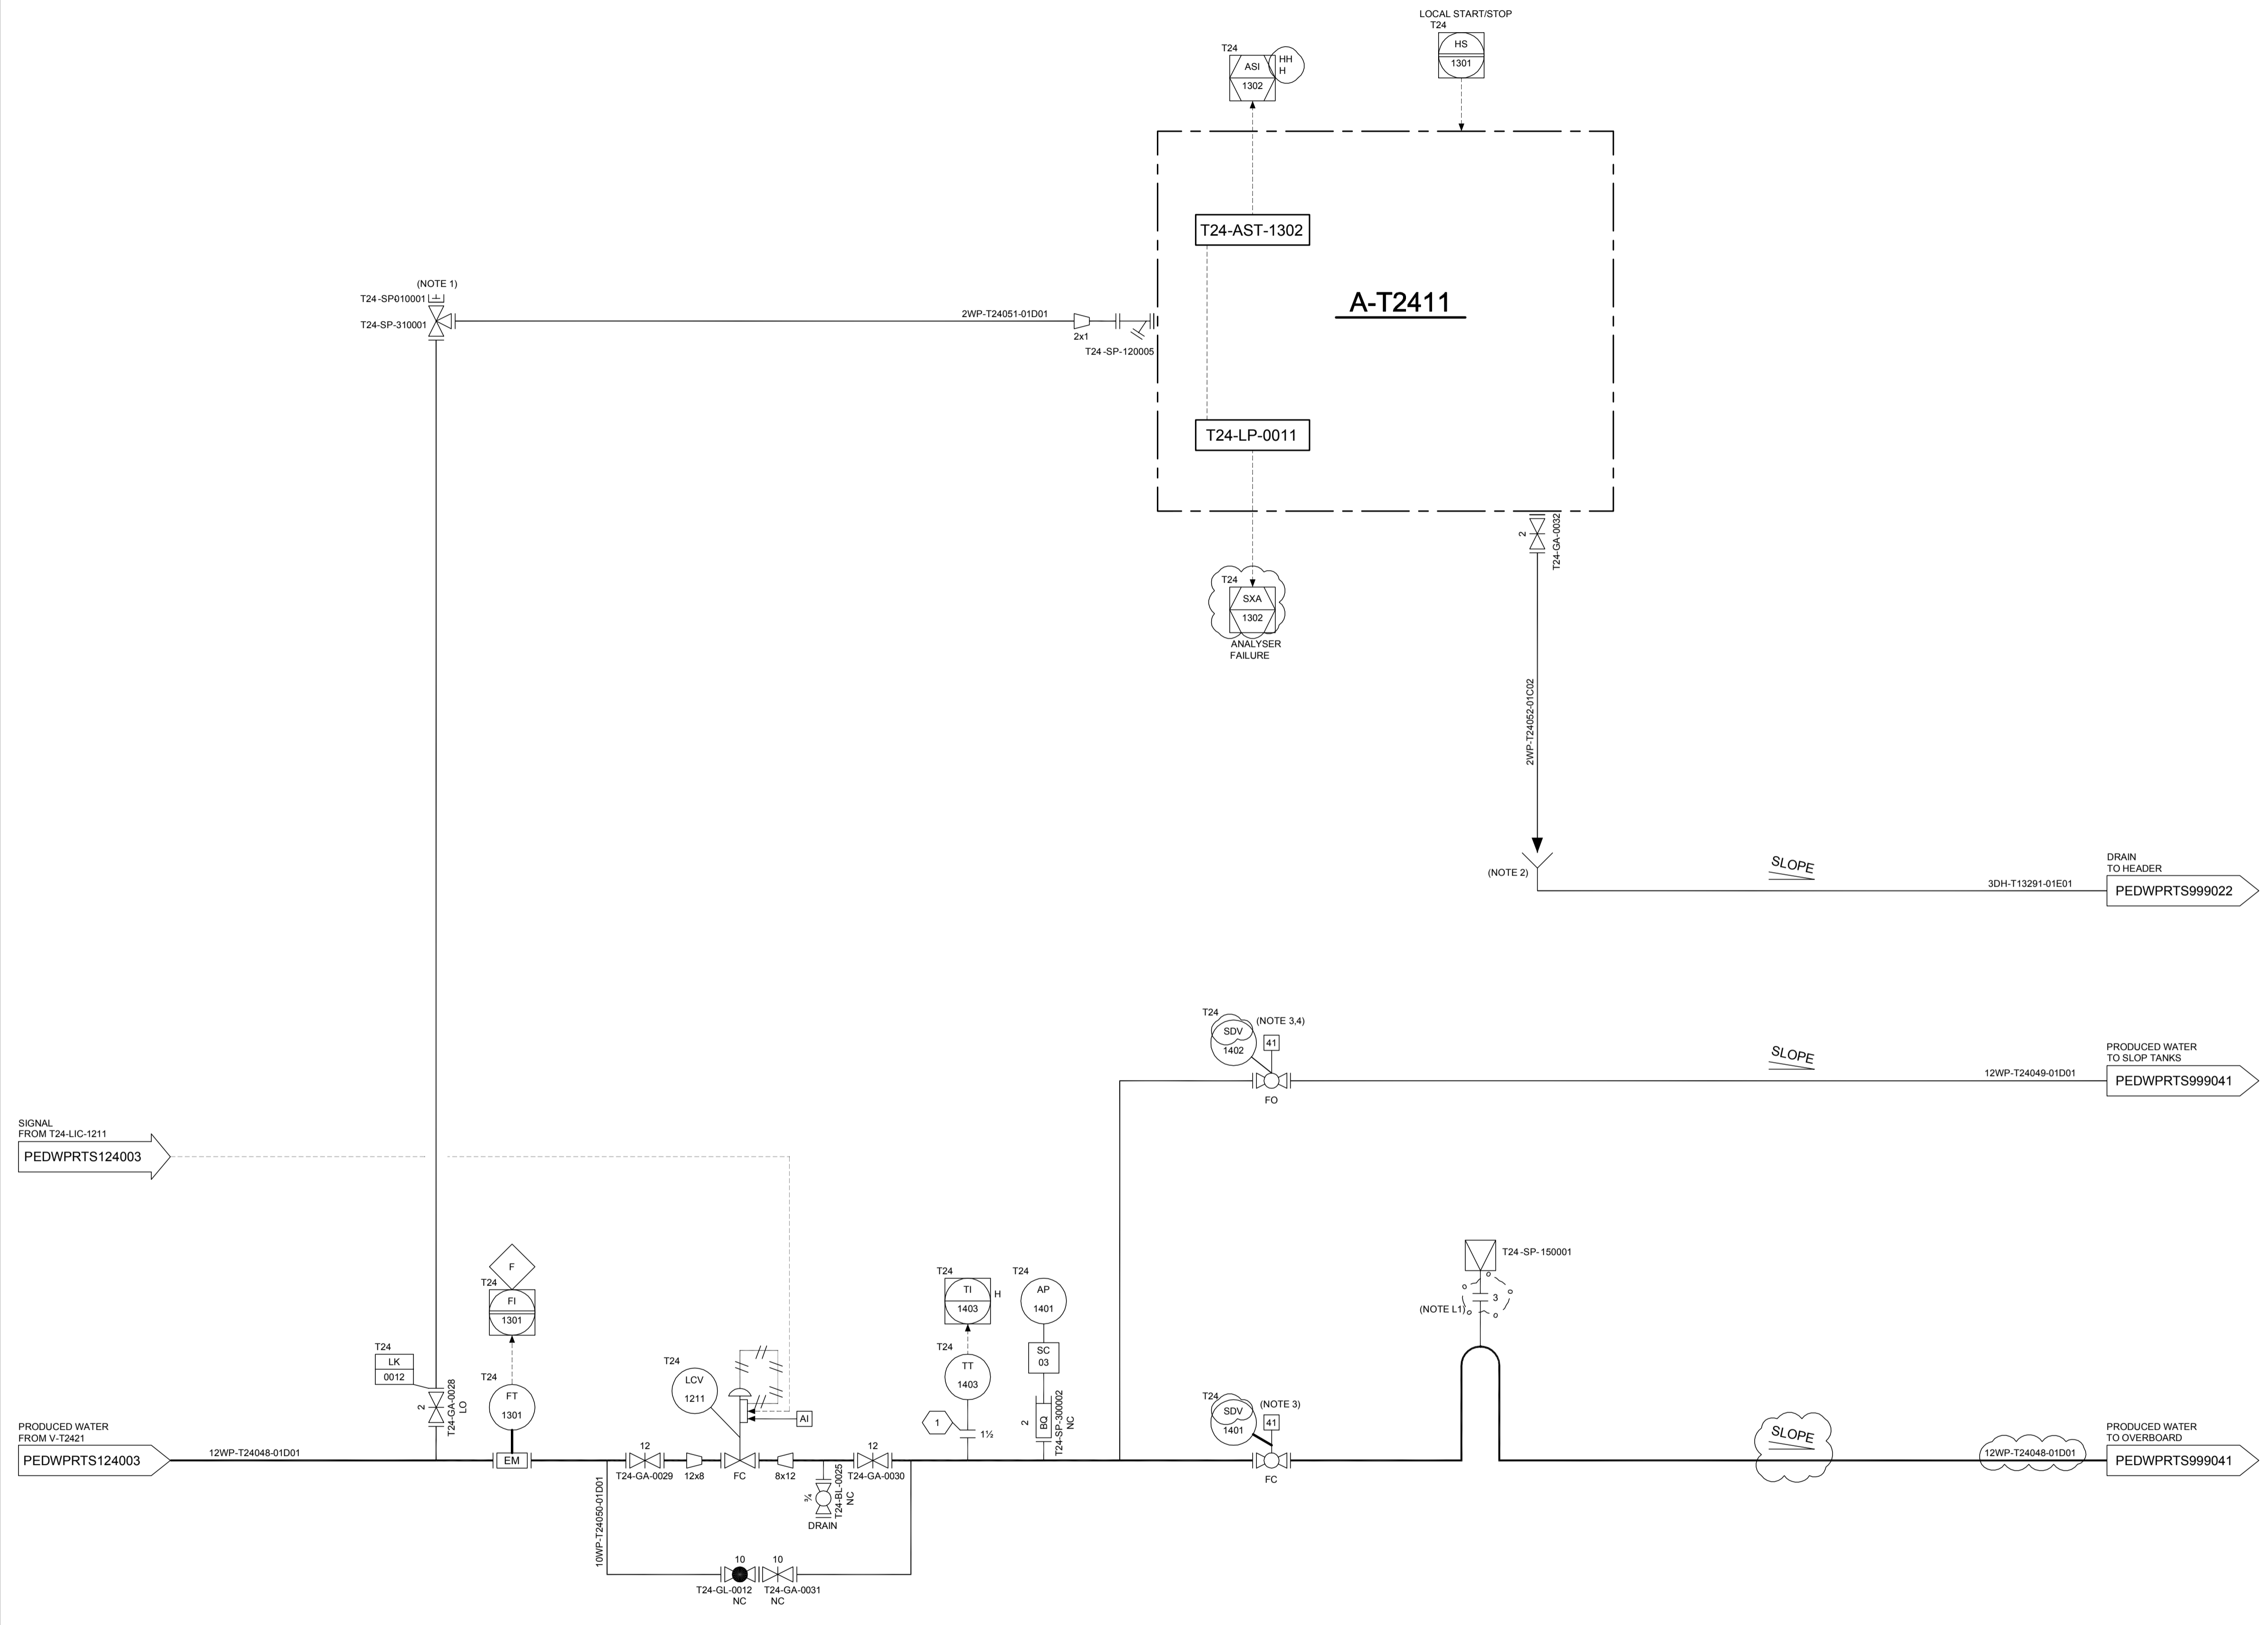 LOCAL START/STOP
T24
HS
1301
T24
ASI
1302
HH
H
T24-AST-1302
A-T2411
T24-LP-0011
(NOTE 1)
T24-SP010001
T24-SP-310001
2WP-T24051-01D01
2x1
T24-SP-120005
2
T24-GA-0032
T24
SXA
1302
ANALYSER
FAILURE
2WP-T24052-01C02
(NOTE 2)
SLOPE
3DH-T13291-01E01
DRAIN
TO HEADER
PEDWPRTS999022
T24
SDV
1402
(NOTE 3,4)
41
FO
SLOPE
12WP-T24049-01D01
PRODUCED WATER
TO SLOP TANKS
PEDWPRTS999041
SIGNAL
FROM T24-LIC-1211
PEDWPRTS124003
F
T24
FI
1301
T24
LK
0012
2
T24-GA-0028
LO
T24
FT
1301
EM
T24
LCV
1211
AI
T24
TI
1403
H
T24
TT
1403
1
1½
T24
AP
1401
SC
03
2
BQ
T24-SP-300002
NC
T24
SDV
1401
(NOTE 3)
41
FC
T24-SP-150001
3
(NOTE L1)
SLOPE
12WP-T24048-01D01
PRODUCED WATER
TO OVERBOARD
PEDWPRTS999041
PRODUCED WATER
FROM V-T2421
PEDWPRTS124003
12WP-T24048-01D01
12
T24-GA-0029
12x8
FC
8x12
12
T24-GA-0030
¾
T24-BL-0025
NC
DRAIN
10WP-T24050-01D01
10
10
T24-GL-0012
T24-GA-0031
NC
NC